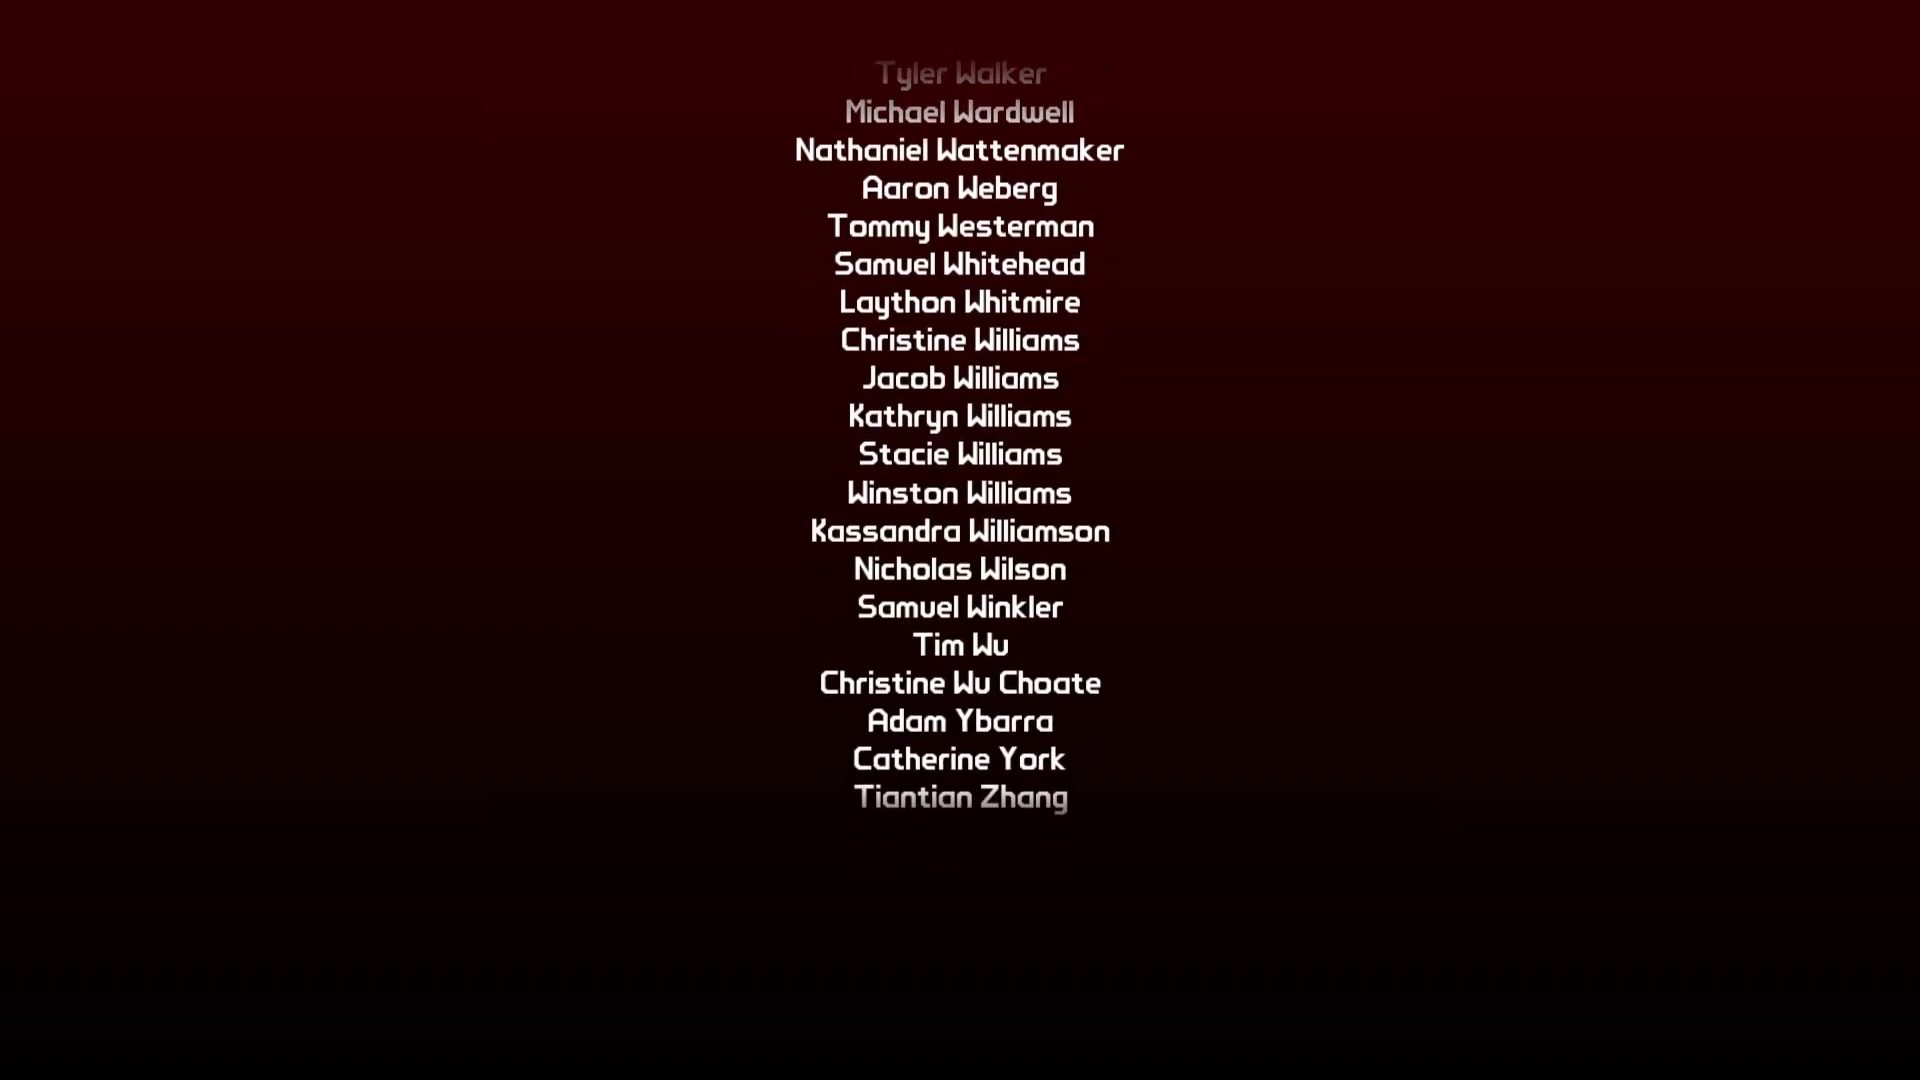 Tyler Walker
Michael Wardwell
Nathaniel Wattenmaker
Aaron Weberg
Tommy Westerman
Samuel Whitehead
Laython Whitmire
Christine Williams
Jacob Williams
Kathryn Williams
Stacie Williams
Winston Williams
Kassandra Williamson
Nicholas Wilson
Samuel Winkler
Tim Wu
Christine Wu Choate
Adam Ybarra
Catherine York
Tiantian Zhang